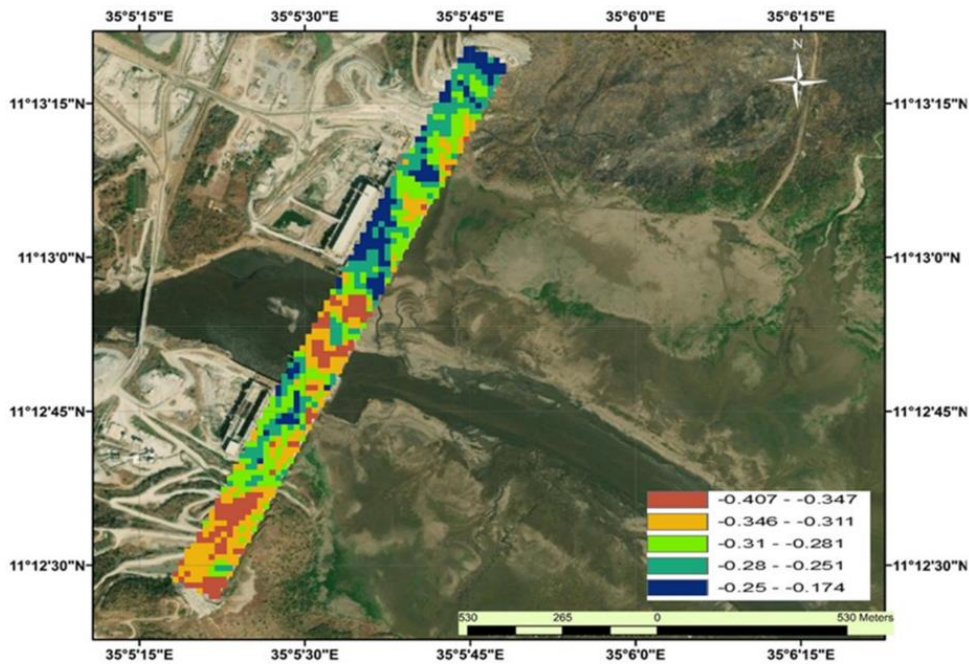 35°5'15"E 35°5'30"E 35°5'45"E 35°6'0"E 35°6'15"E
N
11°13'15"N 11°13'15"N
11°13'0"N 11°13'0"N
11°12'45"N 11°12'45"N
-0.407 - -0.347
-0.346 - -0.311
-0.31 - -0.281
-0.28 - -0.251
-0.25 - -0.174
11°12'30"N 11°12'30"N
530 265 0 530 Meters
35°5'15"E 35°5'30"E 35°5'45"E 35°6'0"E 35°6'15"E